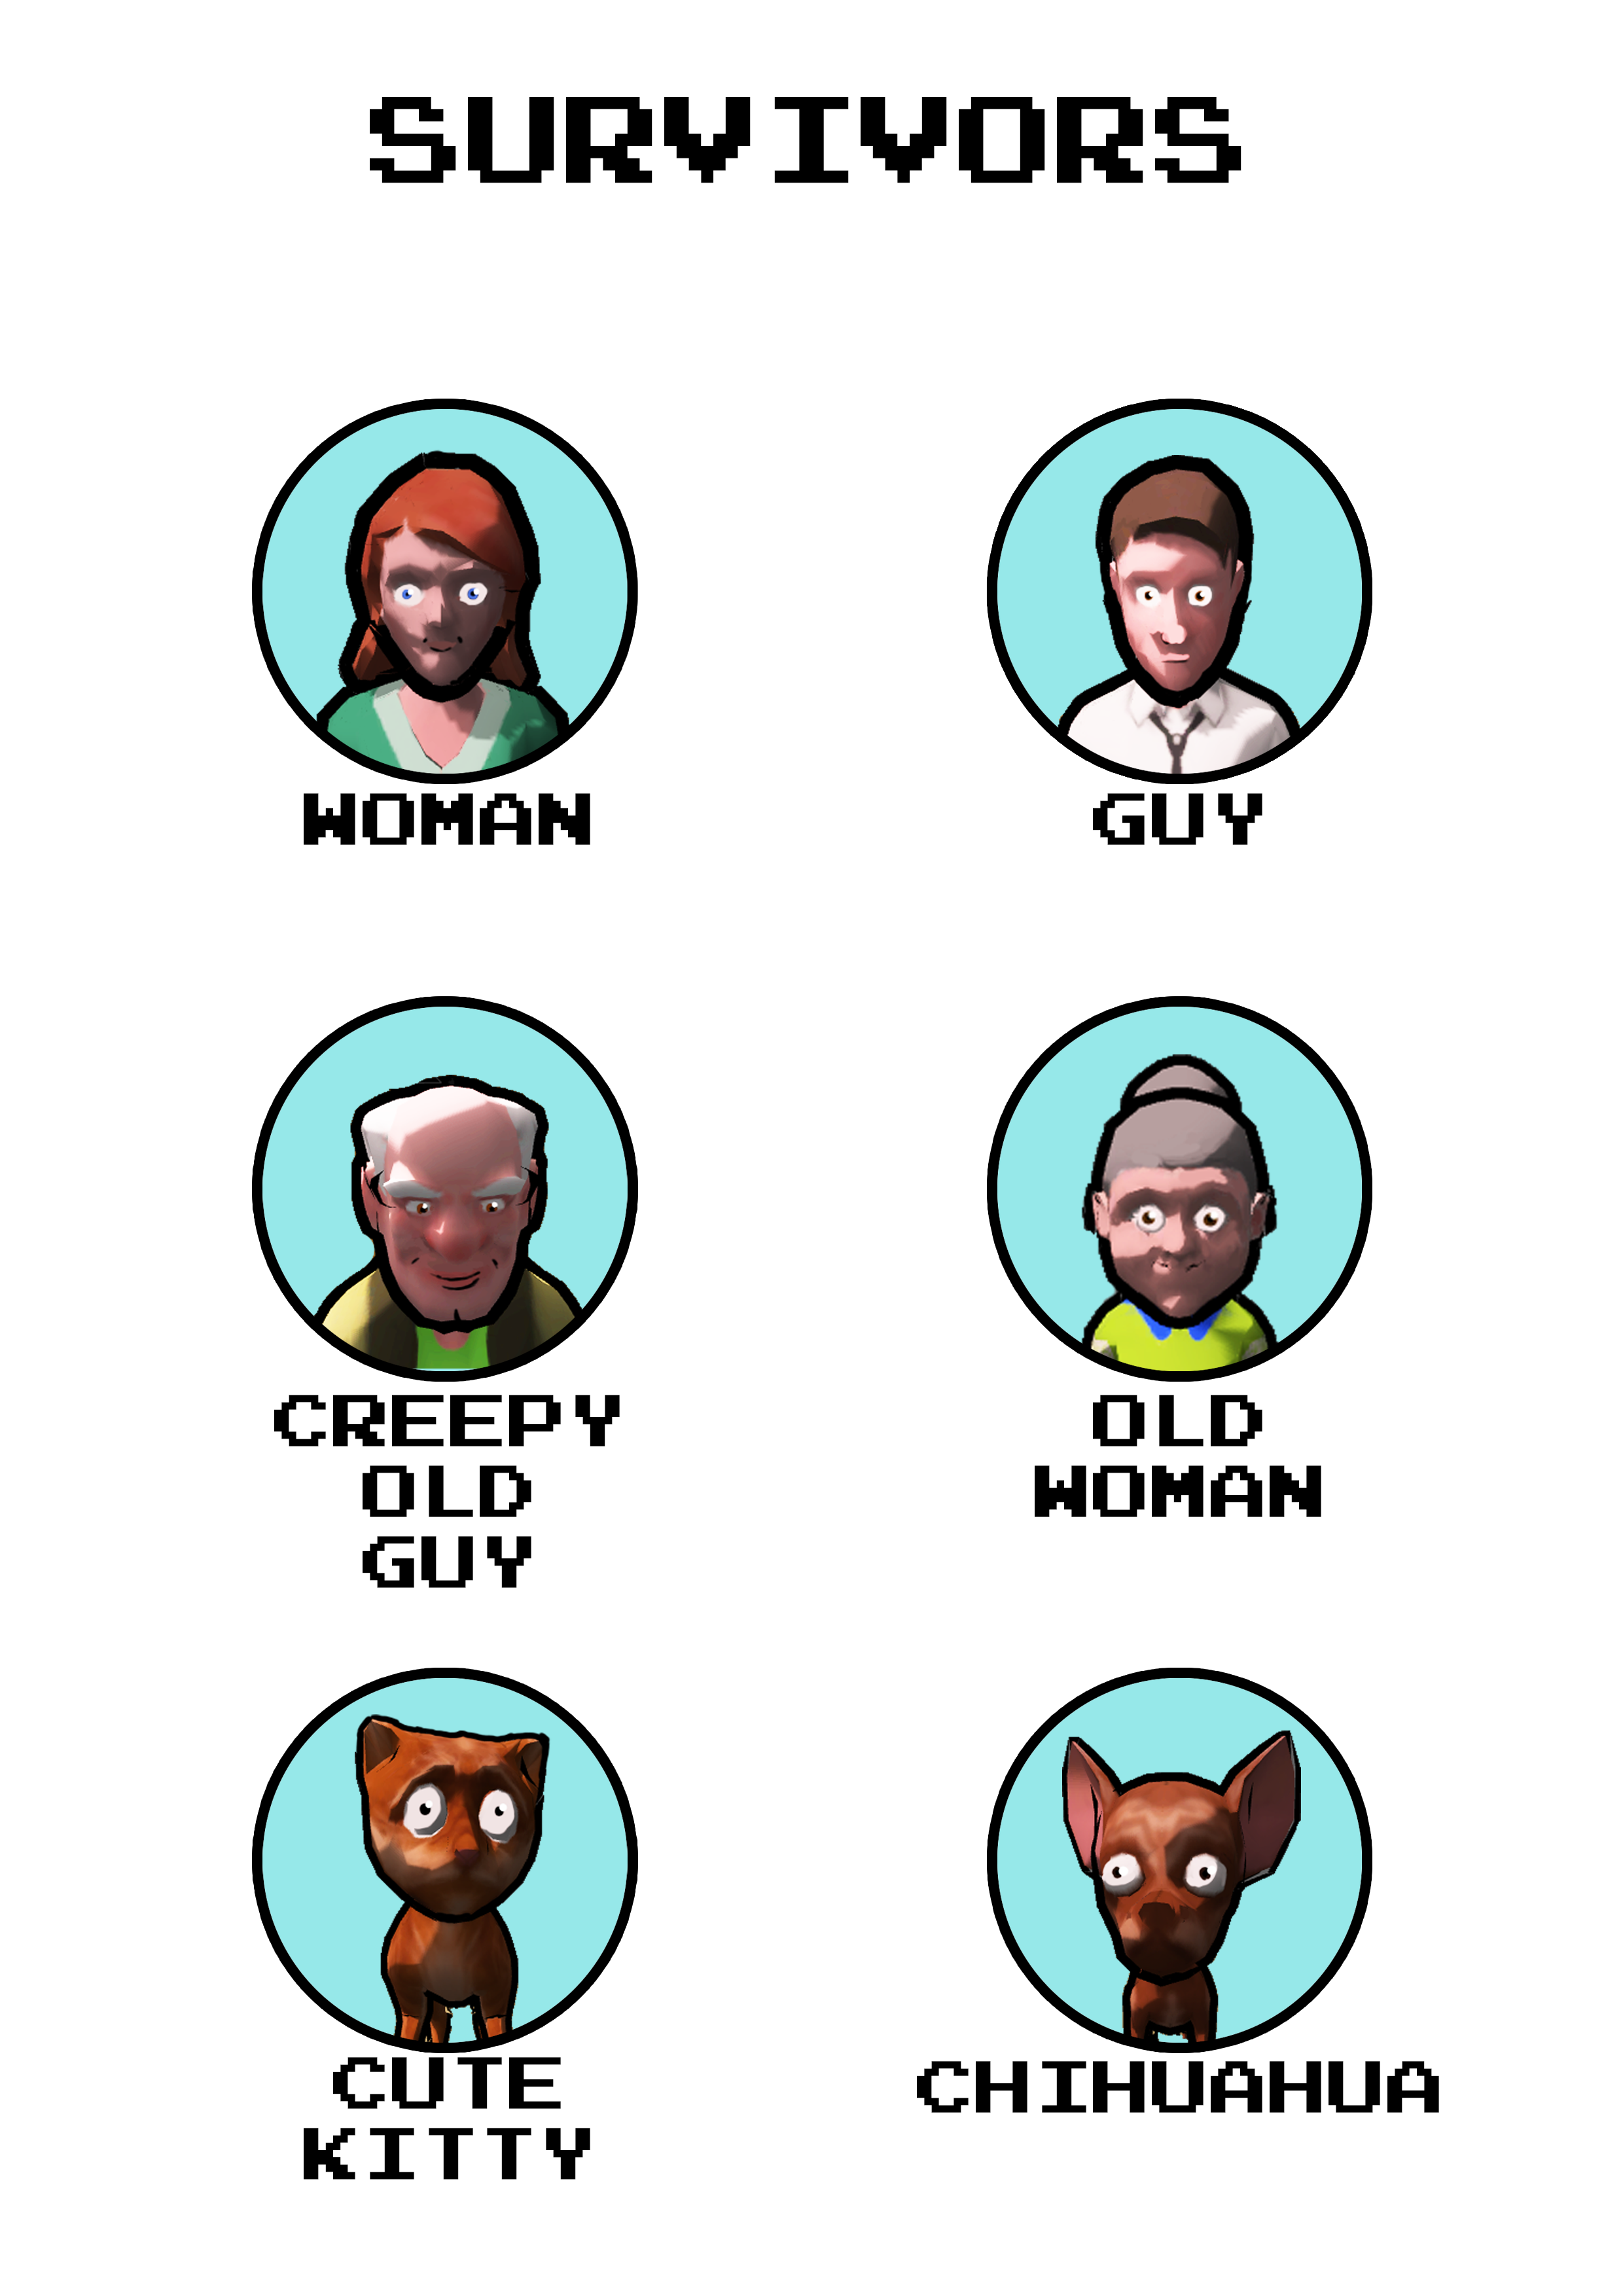 SURVIVORS
WOMAN
GUY
CREEPY
OLD
GUY
OLD
WOMAN
CUTE
KITTY
CHIHUAHUA